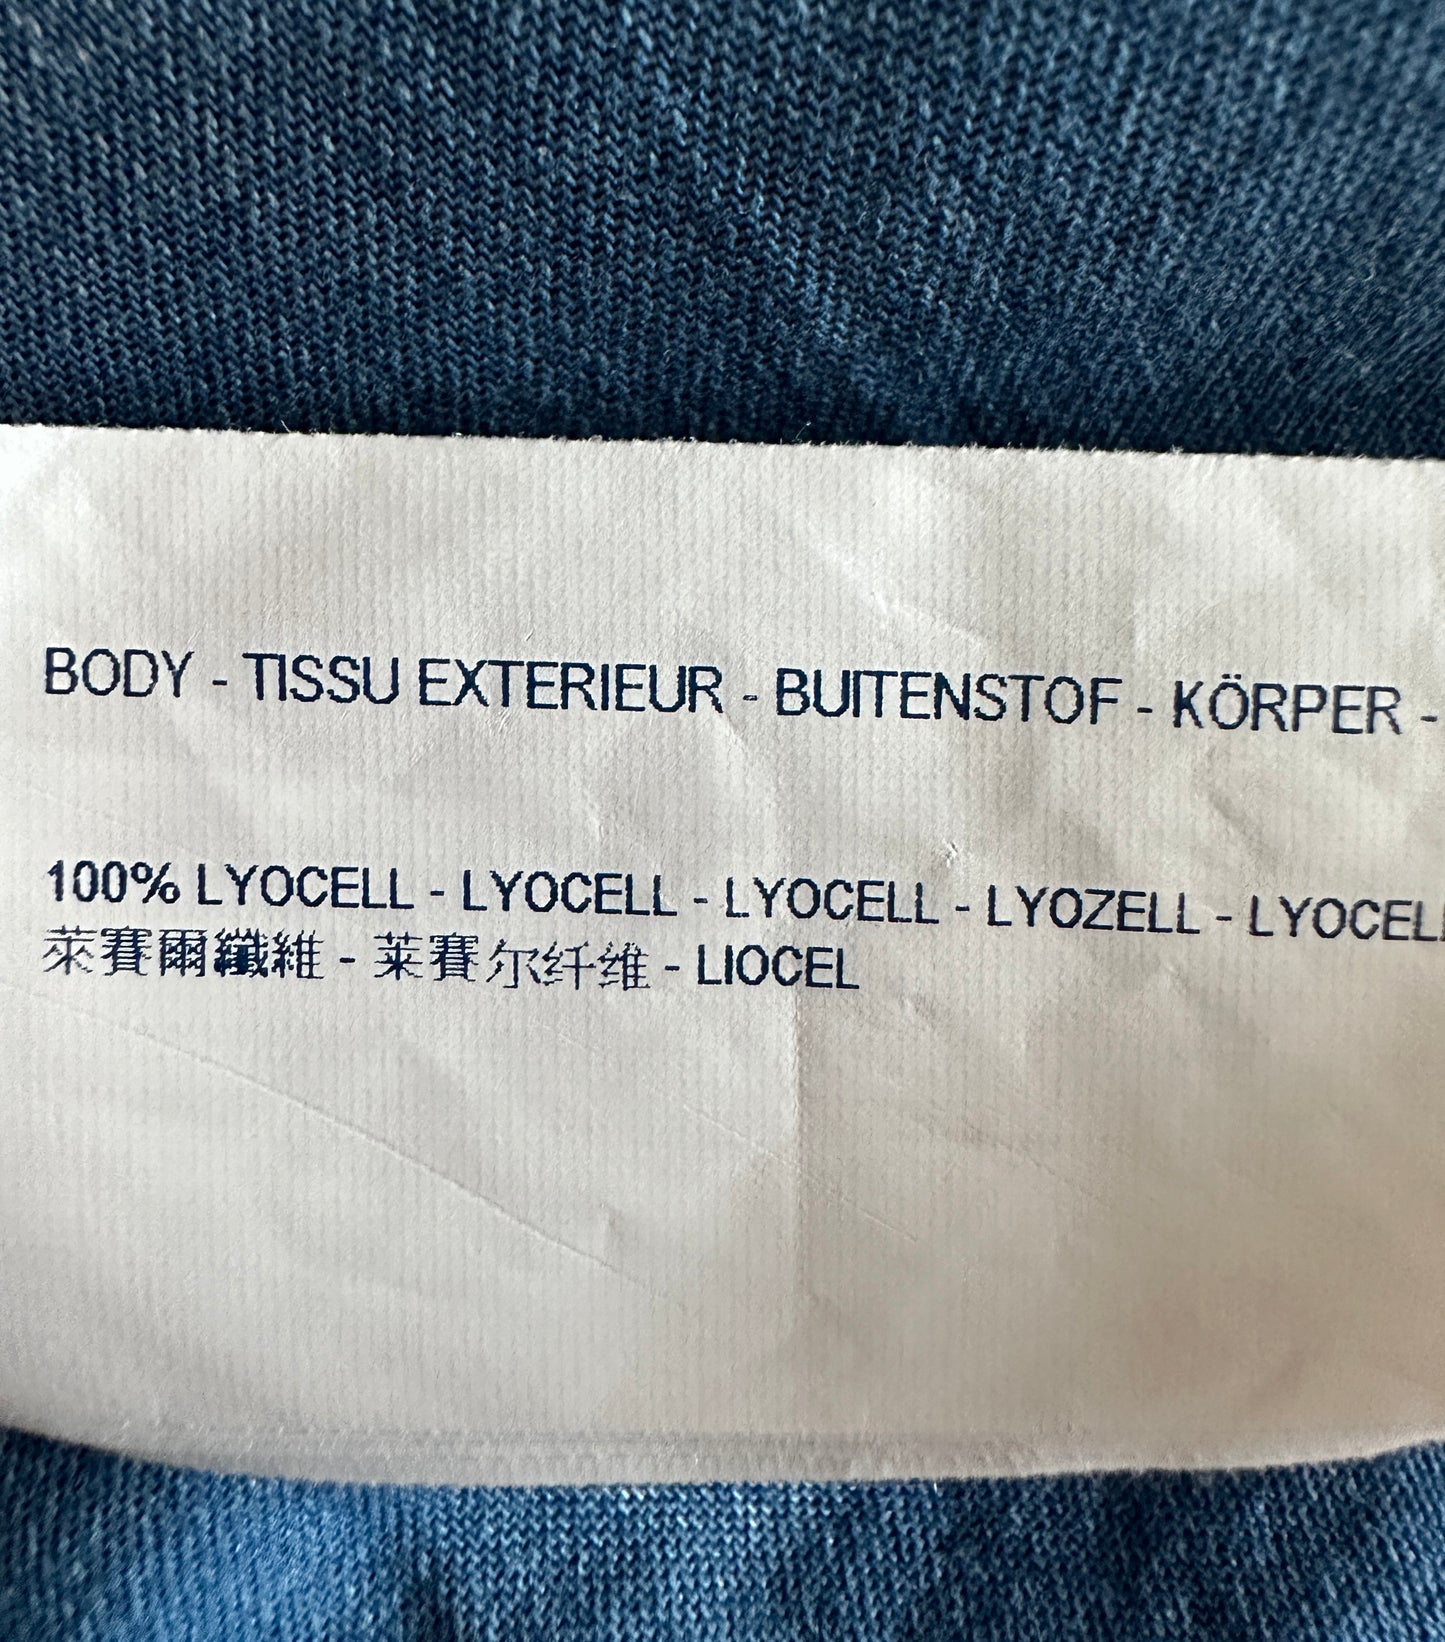 BODY - TISSU EXTERIEUR - BUITENSTOF - KÖRPER -
100% LYOCELL - LYOCELL - LYOCELL - LYOZELL - LYOCELL
萊賽爾纖維 - 莱赛尔纤维 - LIOCEL